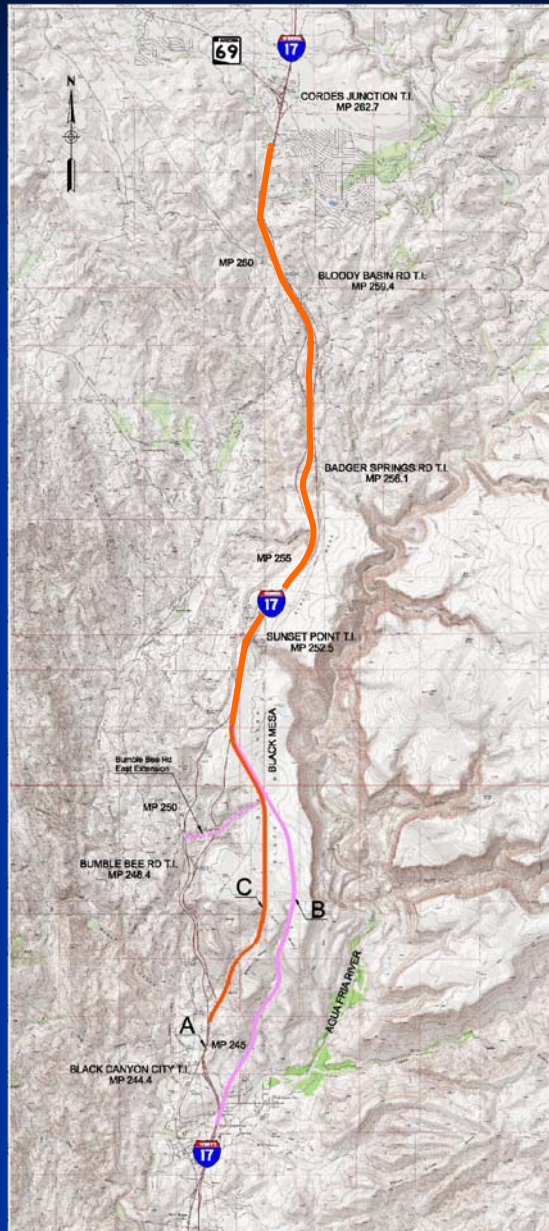 ARIZONA
69
17
N
CORDES JUNCTION T.I.
MP 262.7
MP 260
BLOODY BASIN RD T.I.
MP 259.4
BADGER SPRINGS RD T.I.
MP 256.1
MP 255
17
SUNSET POINT T.I.
MP 252.5
BLACK MESA
Bumble Bee Rd
East Extension
MP 250
BUMBLE BEE RD T.I.
MP 248.4
C
B
AGUA FRIA RIVER
A
MP 245
BLACK CANYON CITY T.I.
MP 244.4
17